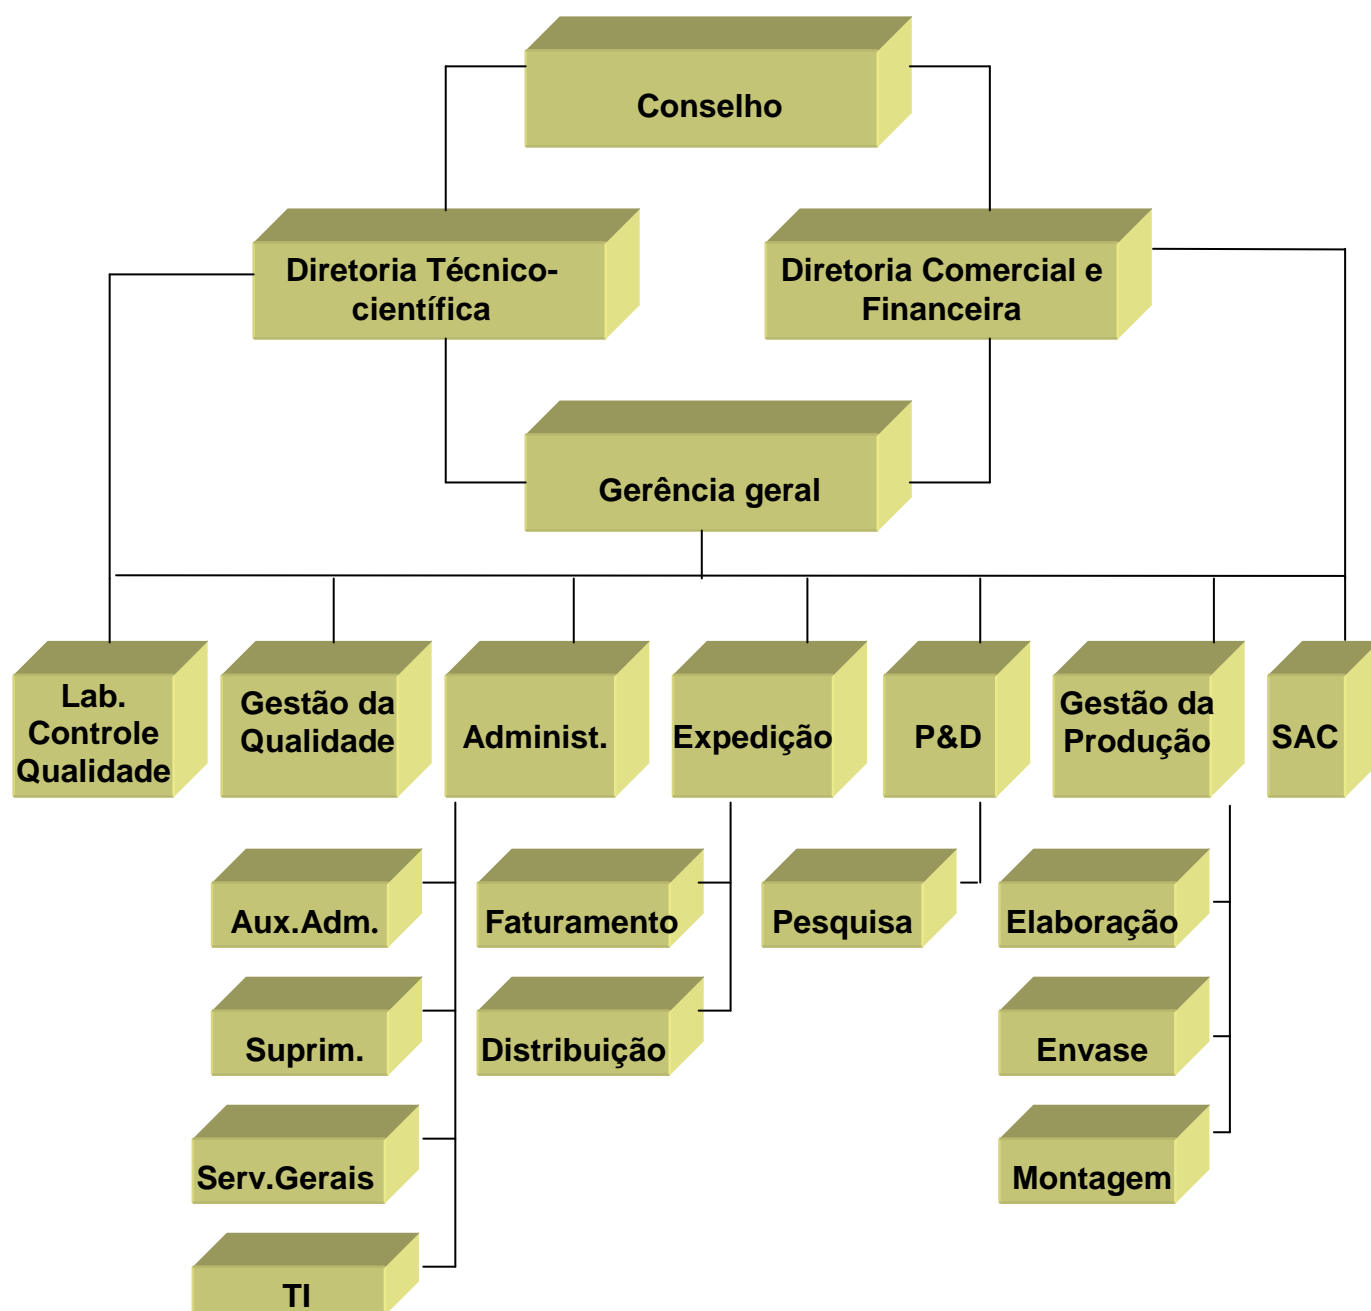 Conselho
Diretoria Técnico-
científica
Diretoria Comercial e
Financeira
Gerência geral
Lab.
Controle
Qualidade
Gestão da
Qualidade
Administ.
Expedição
P&D
Gestão da
Produção
SAC
Aux.Adm.
Faturamento
Pesquisa
Elaboração
Suprim.
Distribuição
Envase
Serv.Gerais
Montagem
TI